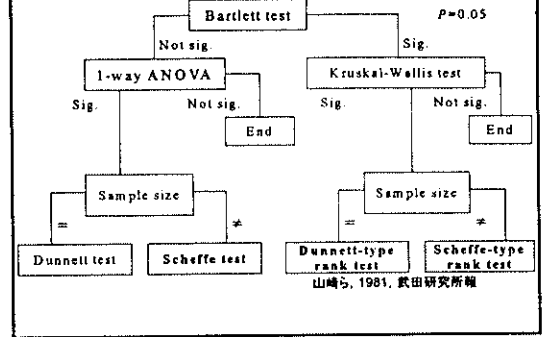 Bartlett test
P=0.05
Not sig.
Sig.
1-way ANOVA
Kruskal-Wallis test
Sig.
Not sig.
Sig.
Not sig.
End
End
Sample size
Sample size
=
≠
=
≠
Dunnett test
Scheffe test
Dunnett-type
rank test
Scheffe-type
rank test
山崎ら, 1981, 武田研究所報